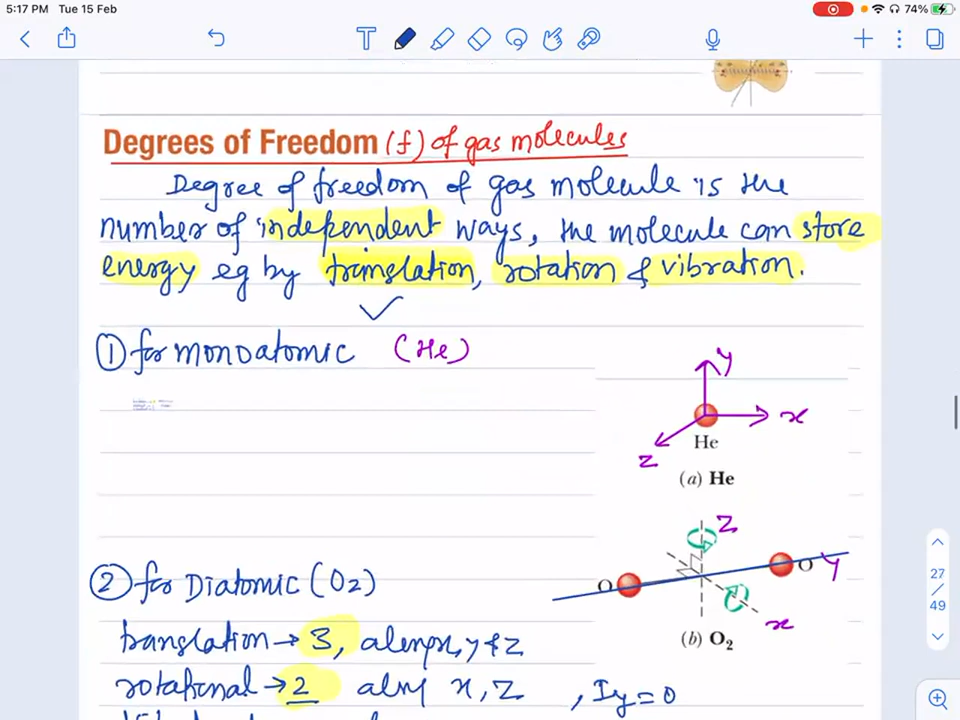 5:17 PM Tue 15 Feb
74%
T
Degrees of Freedom (f) of gas molecules
Degree of freedom of gas molecule is the
number of independent ways, the molecule can store
energy eg by translation, rotation & vibration.
① for monoatomic (He)
y
x
z
He
(a) He
② for Diatomic (O2)
Z
O
O
y
x
(b) O2
translation → 3, along x, y & z
rotational → 2 along x, z , Iy = 0
27
/
49